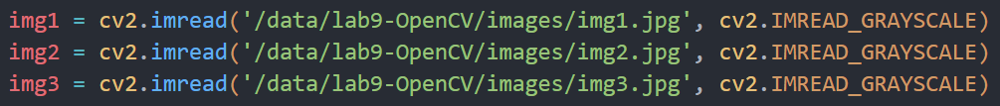 img1 = cv2.imread('/data/lab9-OpenCV/images/img1.jpg', cv2.IMREAD_GRAYSCALE)
img2 = cv2.imread('/data/lab9-OpenCV/images/img2.jpg', cv2.IMREAD_GRAYSCALE)
img3 = cv2.imread('/data/lab9-OpenCV/images/img3.jpg', cv2.IMREAD_GRAYSCALE)